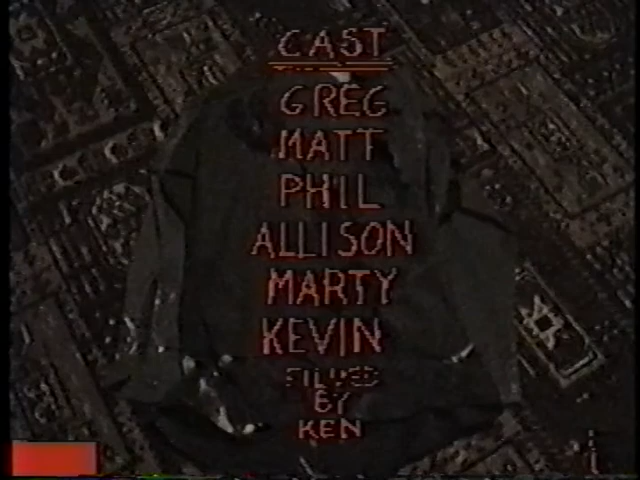 CAST
GREG
MATT
PHIL
ALLISON
MARTY
KEVIN
FILMED
BY
KEN